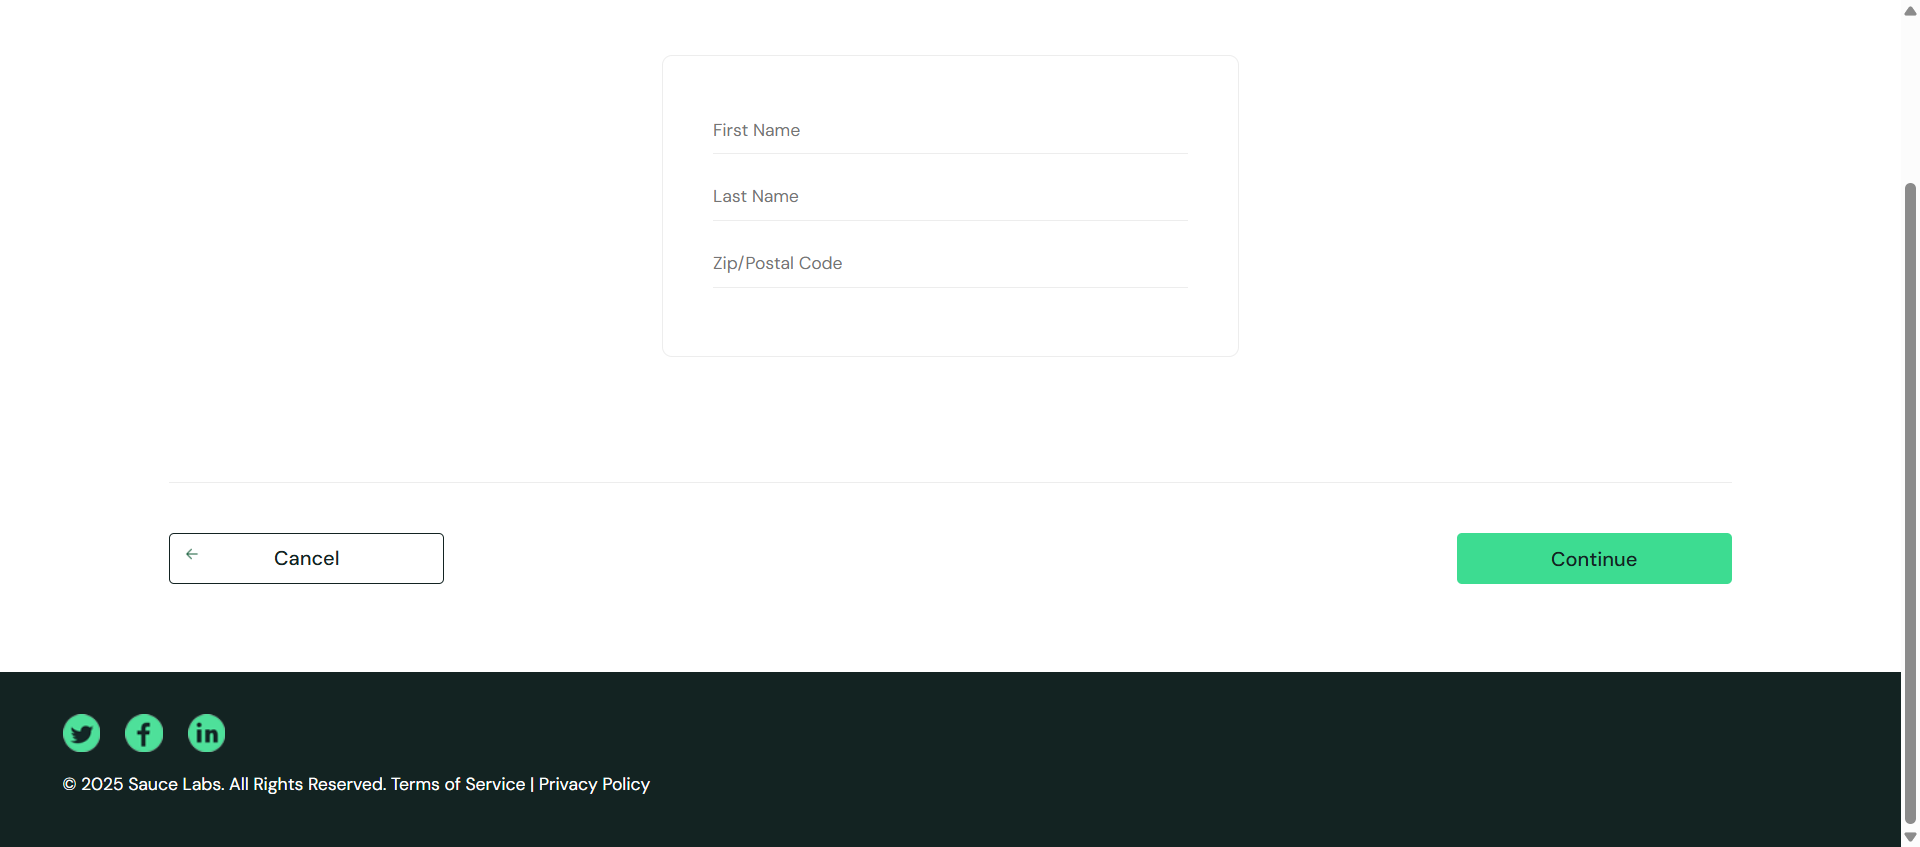 First Name
Last Name
Zip/Postal Code
Cancel
Continue
© 2025 Sauce Labs. All Rights Reserved. Terms of Service | Privacy Policy